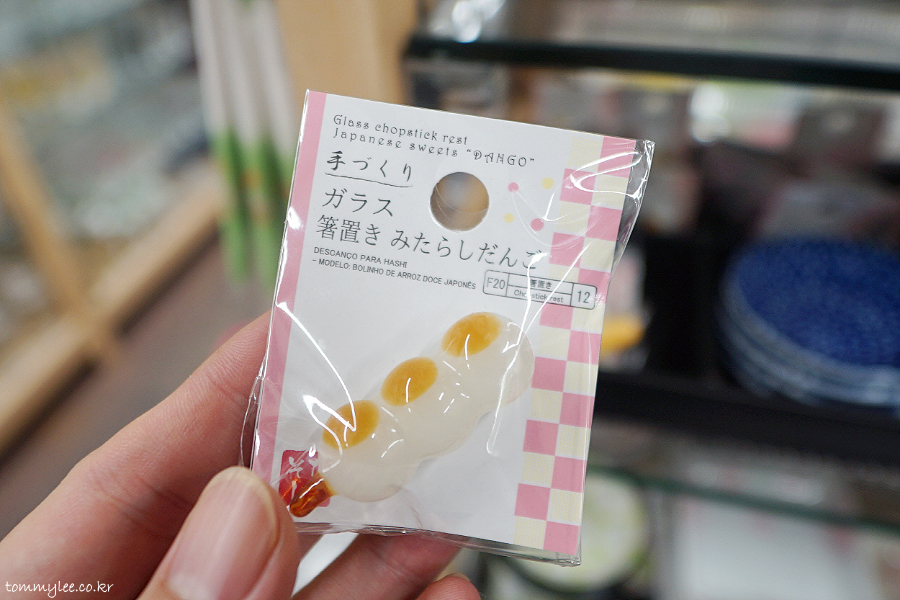 Glass chopstick rest
Japanese sweets "DANGO"
手づくり
ガラス
箸置き みたらしだんご
DESCANÇO PARA HASHI
- MODELO: BOLINHO DE ARROZ DOCE JAPONÊS
F20 箸置き 12
Chopstick rest
tommylee.co.kr